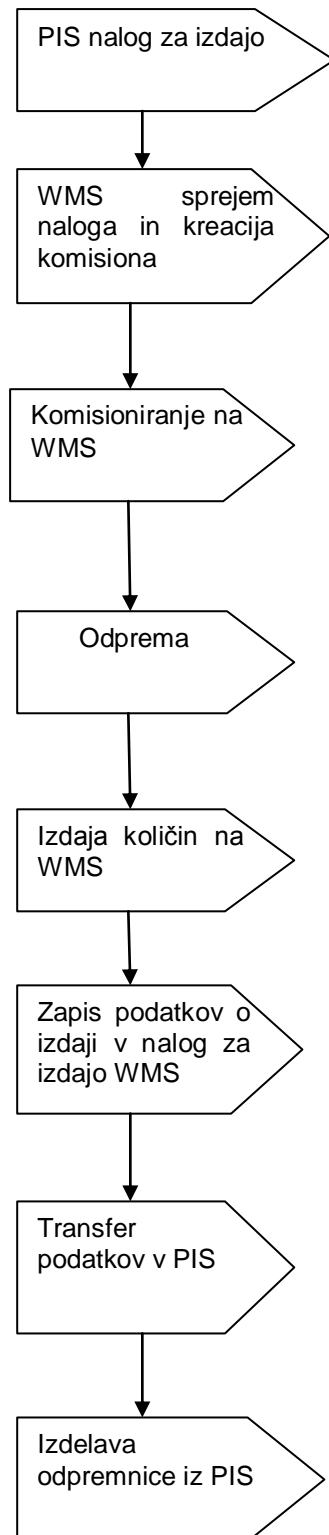 PIS nalog za izdajo
WMS sprejem
naloga in kreacija
komisiona
Komisioniranje na
WMS
Odprema
Izdaja količin na
WMS
Zapis podatkov o
izdaji v nalog za
izdajo WMS
Transfer
podatkov v PIS
Izdelava
odpremnice iz PIS